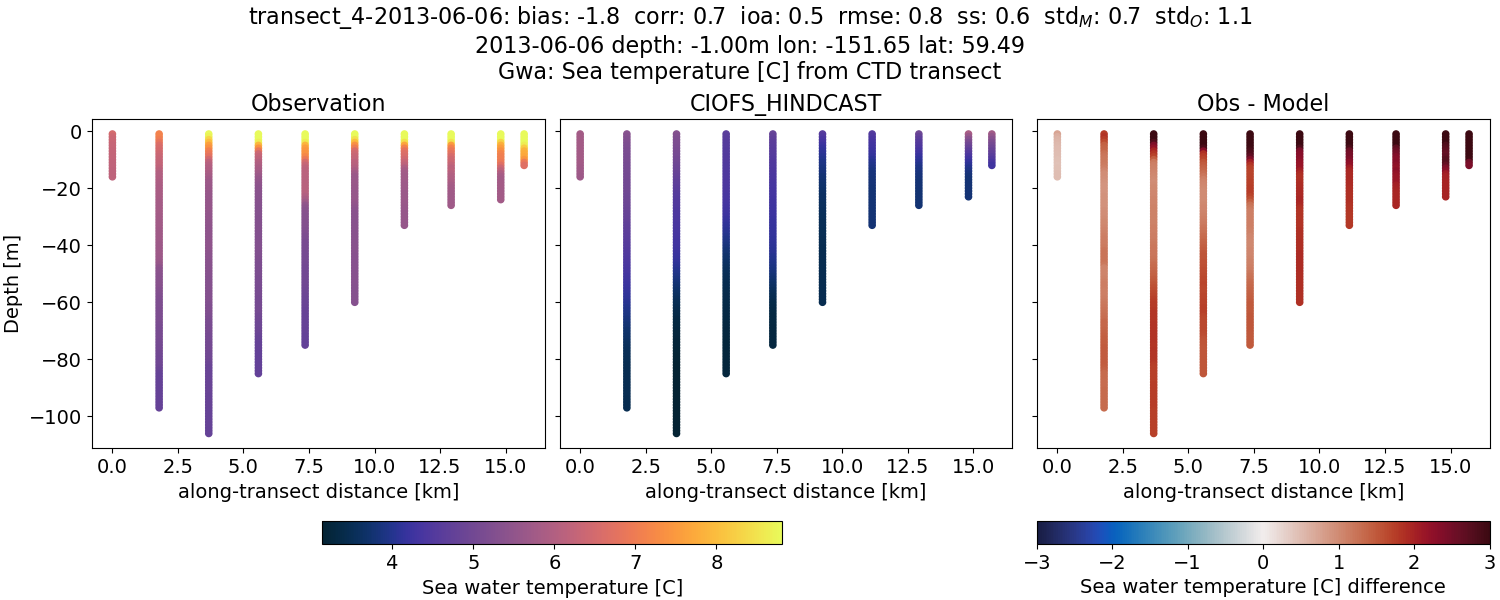 transect_4-2013-06-06: bias: -1.8  corr: 0.7  ioa: 0.5  rmse: 0.8  ss: 0.6  std_M: 0.7  std_O: 1.1
2013-06-06 depth: -1.00m lon: -151.65 lat: 59.49
Gwa: Sea temperature [C] from CTD transect
Observation CIOFS_HINDCAST Obs - Model
Depth [m]
0
−20
−40
−60
−80
−100
0.0 2.5 5.0 7.5 10.0 12.5 15.0 0.0 2.5 5.0 7.5 10.0 12.5 15.0 0.0 2.5 5.0 7.5 10.0 12.5 15.0
along-transect distance [km] along-transect distance [km] along-transect distance [km]
4 5 6 7 8 −3 −2 −1 0 1 2 3
Sea water temperature [C] Sea water temperature [C] difference